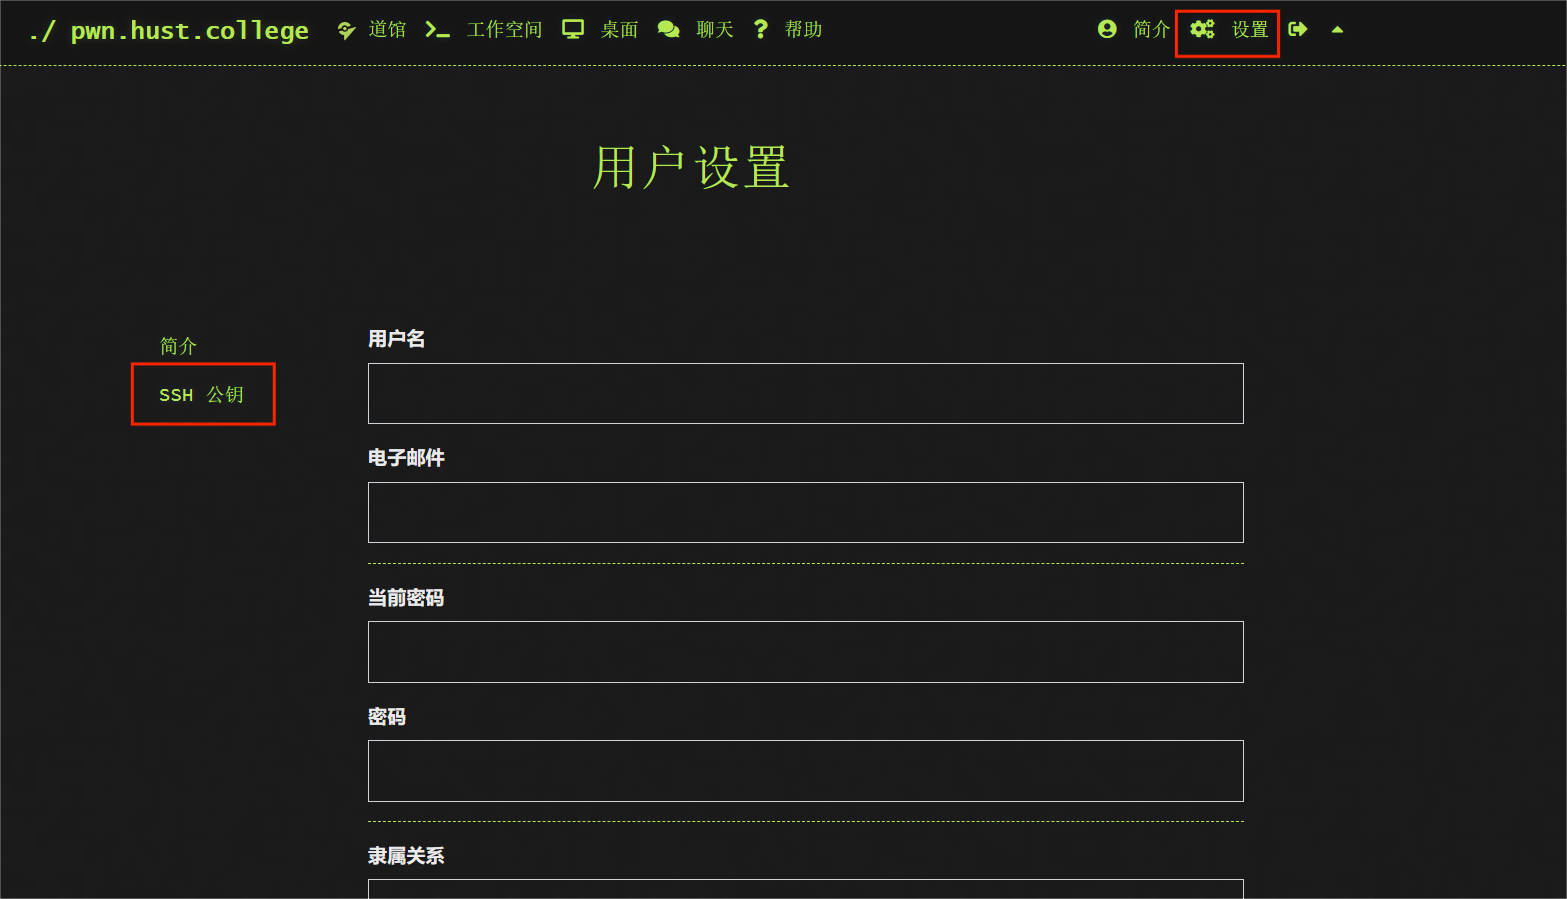 ./ pwn.hust.college 道馆 工作空间 桌面 聊天 ? 帮助 简介 设置
用户设置
简介
SSH 公钥
用户名
电子邮件
当前密码
密码
隶属关系